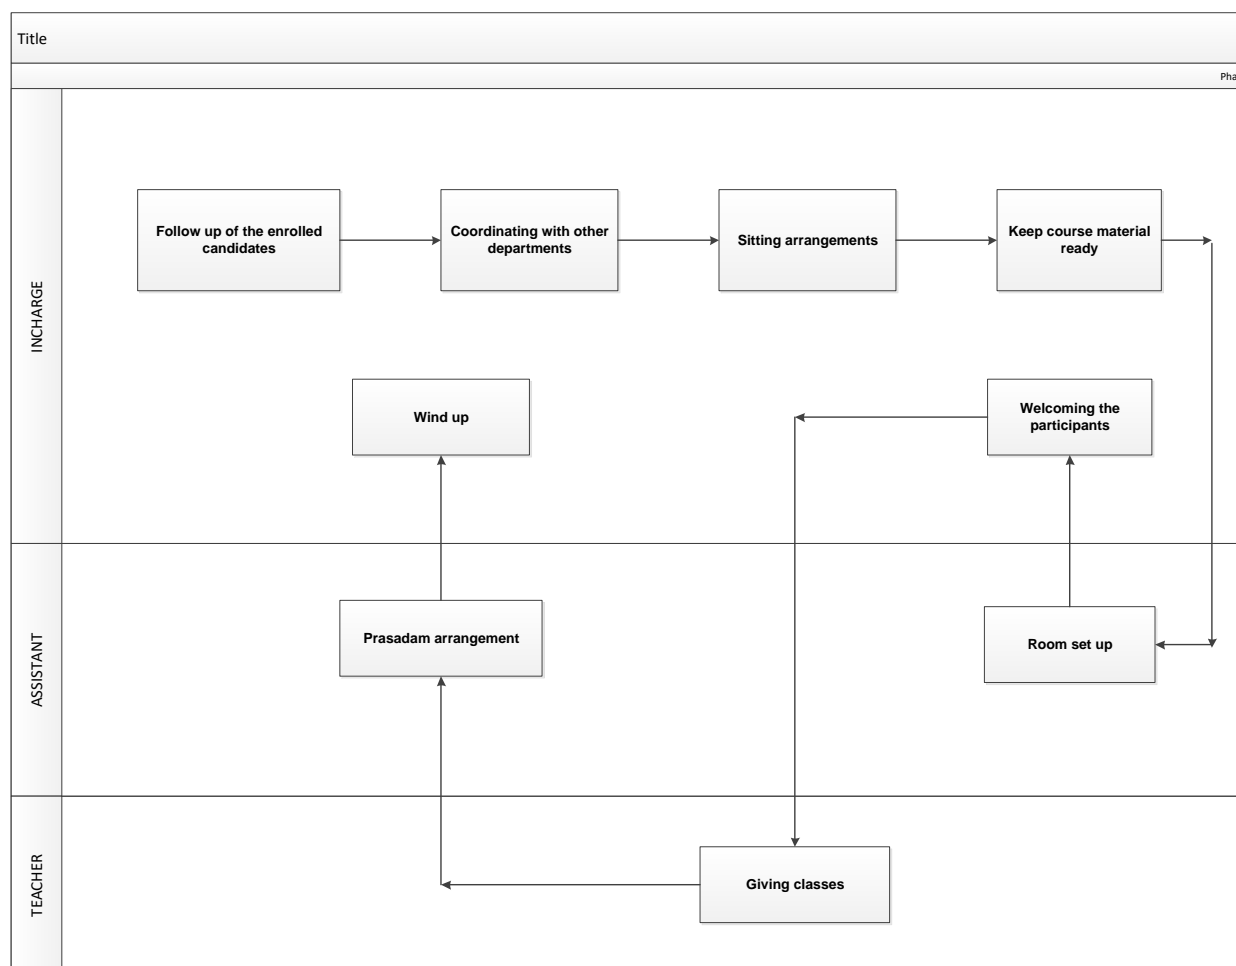 Title
Pha
INCHARGE
Follow up of the enrolled
candidates
Coordinating with other
departments
Sitting arrangements
Keep course material
ready
Wind up
Welcoming the
participants
ASSISTANT
Prasadam arrangement
Room set up
TEACHER
Giving classes